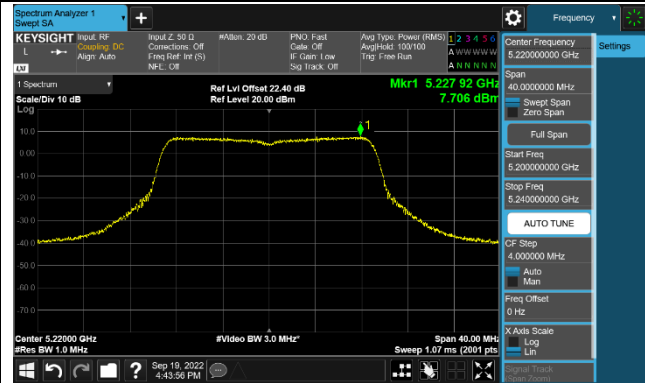 Spectrum Analyzer 1
Swept SA
Frequency
KEYSIGHT
L
LXI
Input: RF
Coupling: DC
Align: Auto
Input Z: 50 Ω
Corrections: Off
Freq Ref: Int (S)
NFE: Off
#Atten: 20 dB
PNO: Fast
Gate: Off
IF Gain: Low
Sig Track: Off
Avg Type: Power (RMS)
Avg|Hold: 100/100
Trig: Free Run
1 2 3 4 5 6
A W W W W W
A N N N N N
1 Spectrum
Scale/Div 10 dB
Log
Ref Lvl Offset 22.40 dB
Ref Level 20.00 dBm
Mkr1 5.227 92 GHz
7.706 dBm
1
10.0
0.00
-10.0
-20.0
-30.0
-40.0
-50.0
-60.0
-70.0
Center 5.22000 GHz
#Res BW 1.0 MHz
#Video BW 3.0 MHz*
Span 40.00 MHz
Sweep 1.07 ms (2001 pts)
Center Frequency
5.220000000 GHz
Span
40.0000000 MHz
Swept Span
Zero Span
Full Span
Start Freq
5.200000000 GHz
Stop Freq
5.240000000 GHz
AUTO TUNE
CF Step
4.000000 MHz
Auto
Man
Freq Offset
0 Hz
X Axis Scale
Log
Lin
Signal Track
(Span Zoom)
Settings
?
Sep 19, 2022
4:43:56 PM